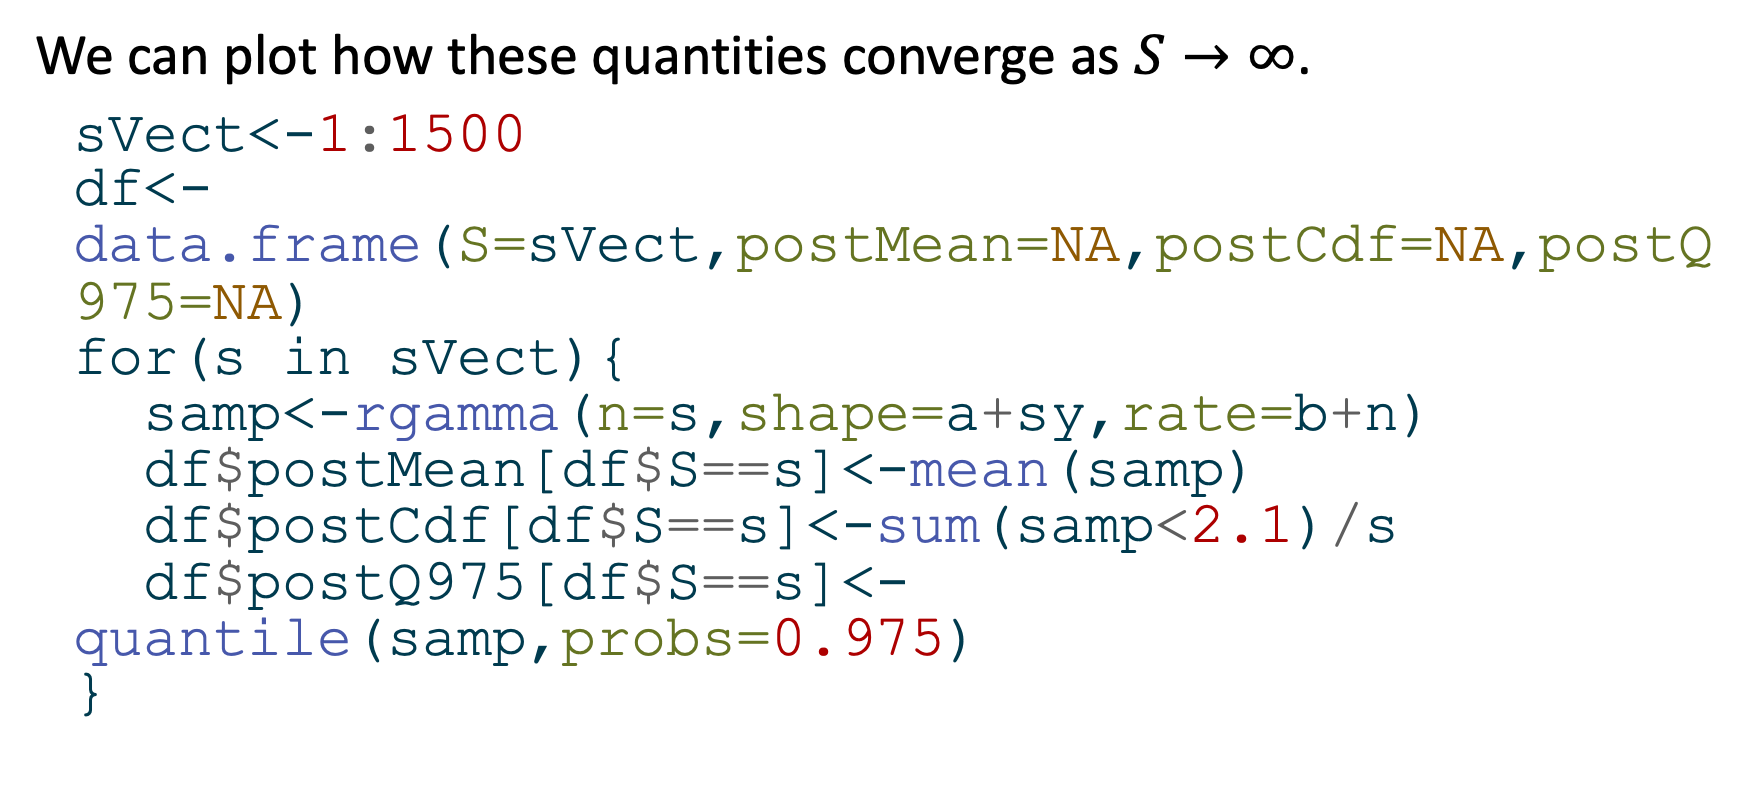 We can plot how these quantities converge as S → ∞.
sVect<-1:1500
df<-
data.frame(S=sVect,postMean=NA,postCdf=NA,postQ
975=NA)
for(s in sVect){
  samp<-rgamma(n=s,shape=a+sy,rate=b+n)
  df$postMean[df$S==s]<-mean(samp)
  df$postCdf[df$S==s]<-sum(samp<2.1)/s
  df$postQ975[df$S==s]<-
quantile(samp,probs=0.975)
}